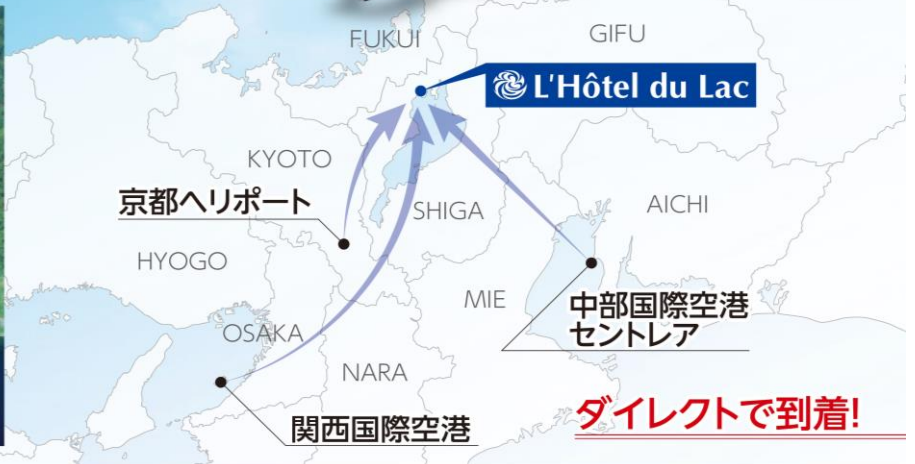 FUKUI
GIFU
L'Hôtel du Lac
KYOTO
京都ヘリポート
SHIGA
AICHI
HYOGO
MIE
中部国際空港
セントレア
OSAKA
NARA
関西国際空港
ダイレクトで到着!